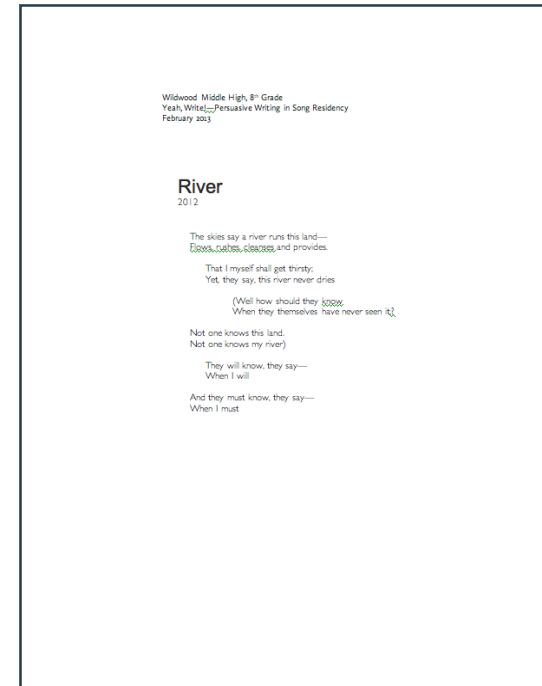 Wildwood Middle High, 8th Grade
Yeah, Write!—Persuasive Writing in Song Residency
February 2013
River
2012
The skies say a river runs this land—
Flows, rushes, cleanses and provides.
That I myself shall get thirsty;
Yet, they say, this river never dries
(Well how should they know,
When they themselves have never seen it?
Not one knows this land.
Not one knows my river)
They will know, they say—
When I will
And they must know, they say—
When I must